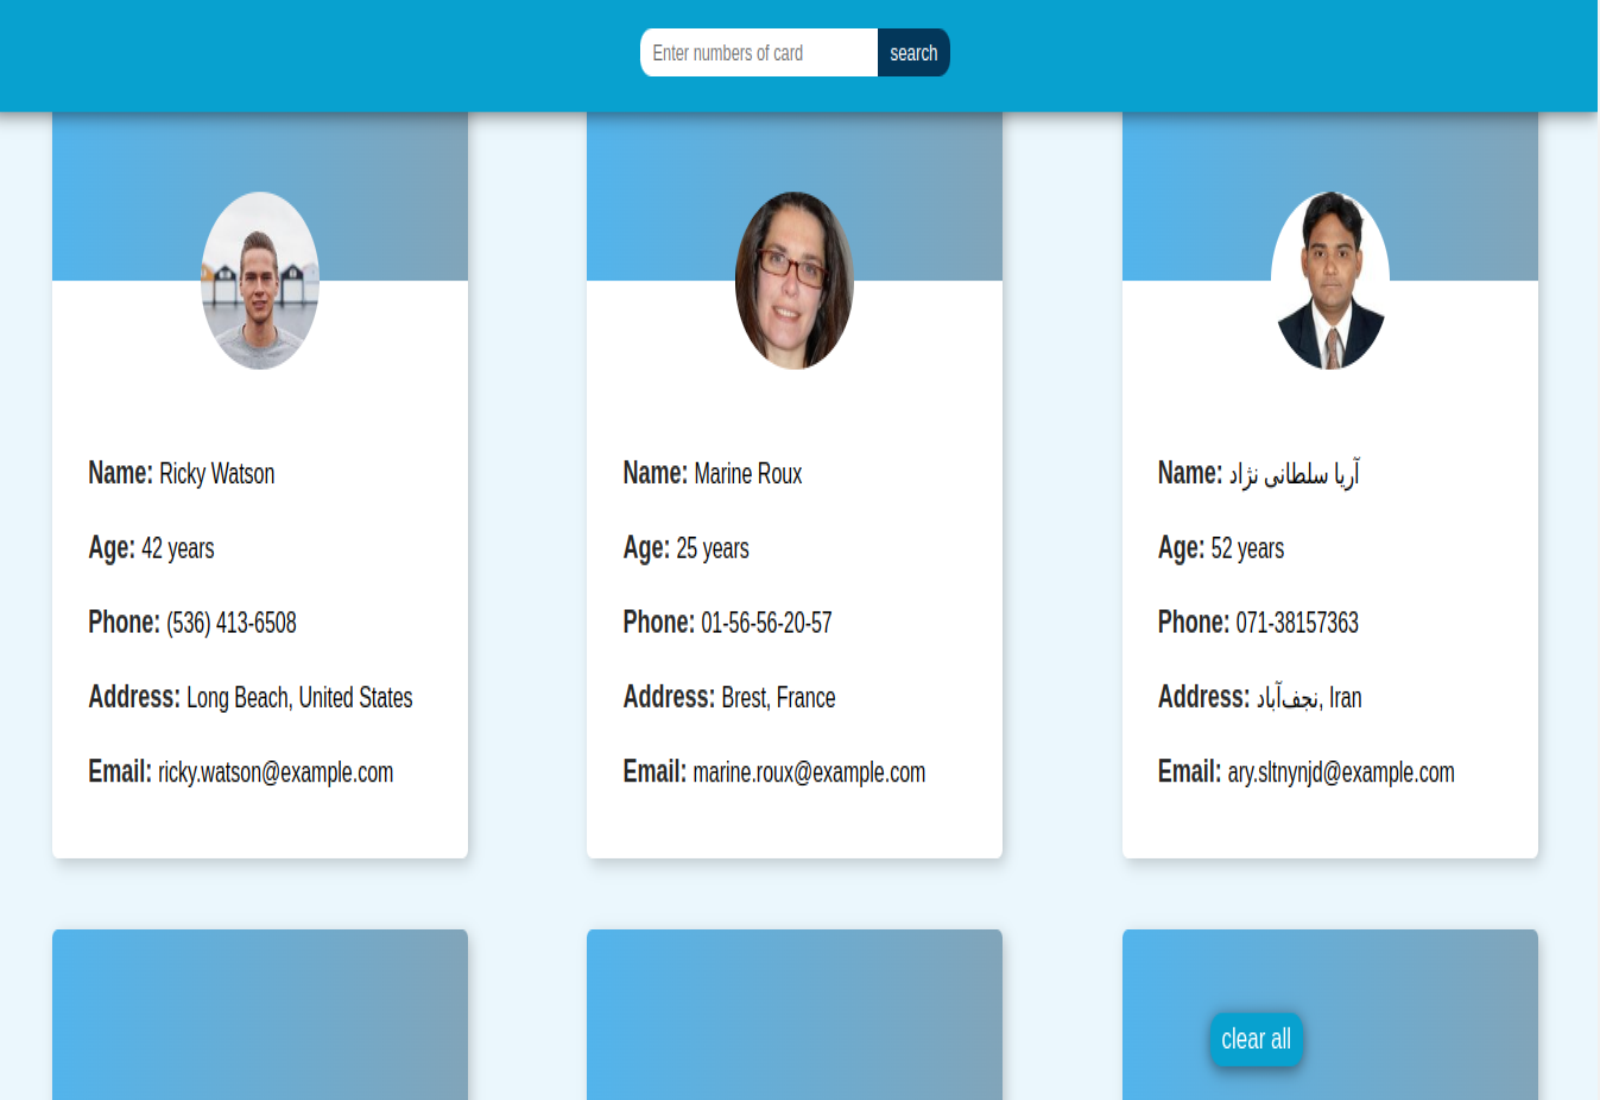 Enter numbers of card
search
Name: Ricky Watson
Age: 42 years
Phone: (536) 413-6508
Address: Long Beach, United States
Email: ricky.watson@example.com
Name: Marine Roux
Age: 25 years
Phone: 01-56-56-20-57
Address: Brest, France
Email: marine.roux@example.com
Name: آریا سلطانی نژاد
Age: 52 years
Phone: 071-38157363
Address: نجف‌آباد, Iran
Email: ary.sltnynjd@example.com
clear all